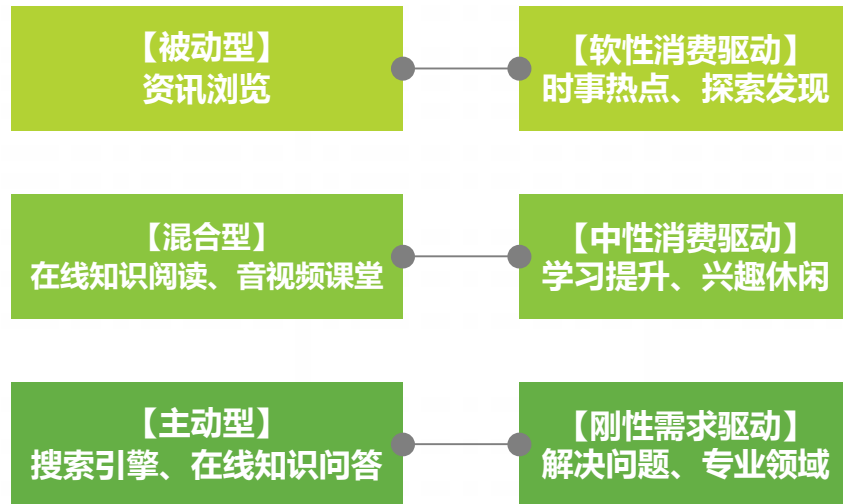 【被动型】
资讯浏览
【软性消费驱动】
时事热点、探索发现
【混合型】
在线知识阅读、音视频课堂
【中性消费驱动】
学习提升、兴趣休闲
【主动型】
搜索引擎、在线知识问答
【刚性需求驱动】
解决问题、专业领域